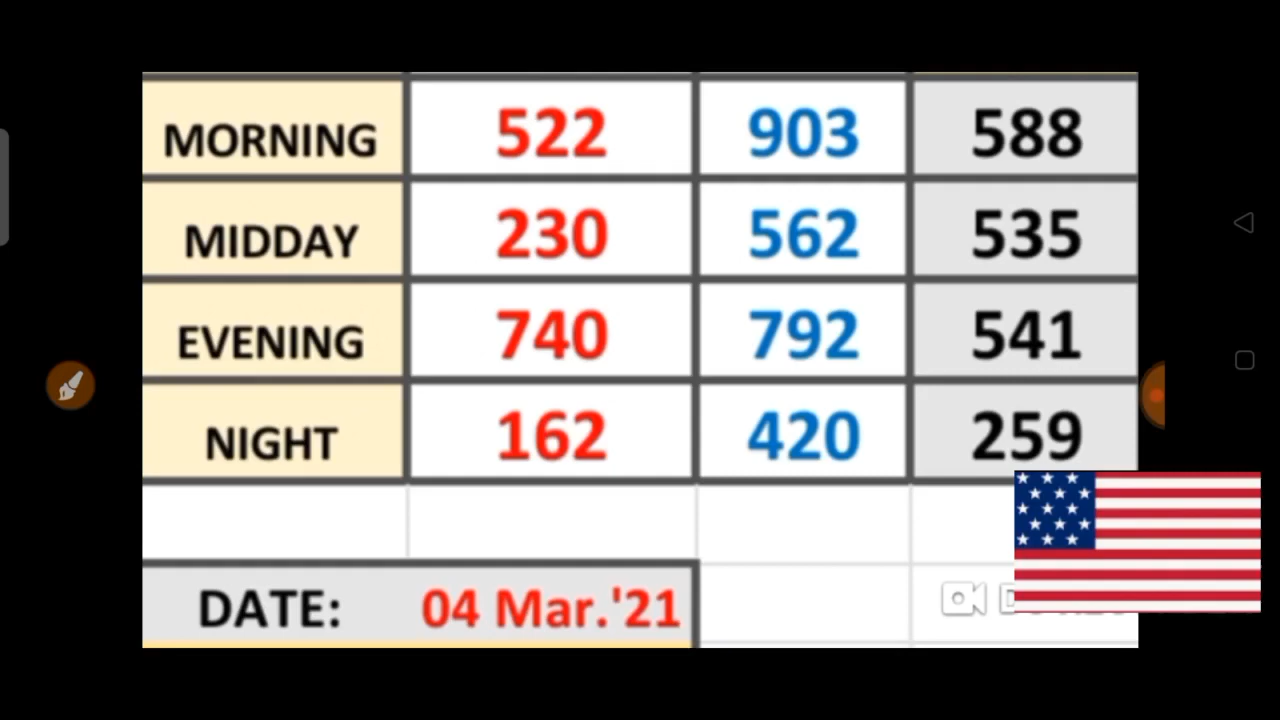 MORNING 522 903 588
MIDDAY 230 562 535
EVENING 740 792 541
NIGHT 162 420 259
DATE: 04 Mar.'21